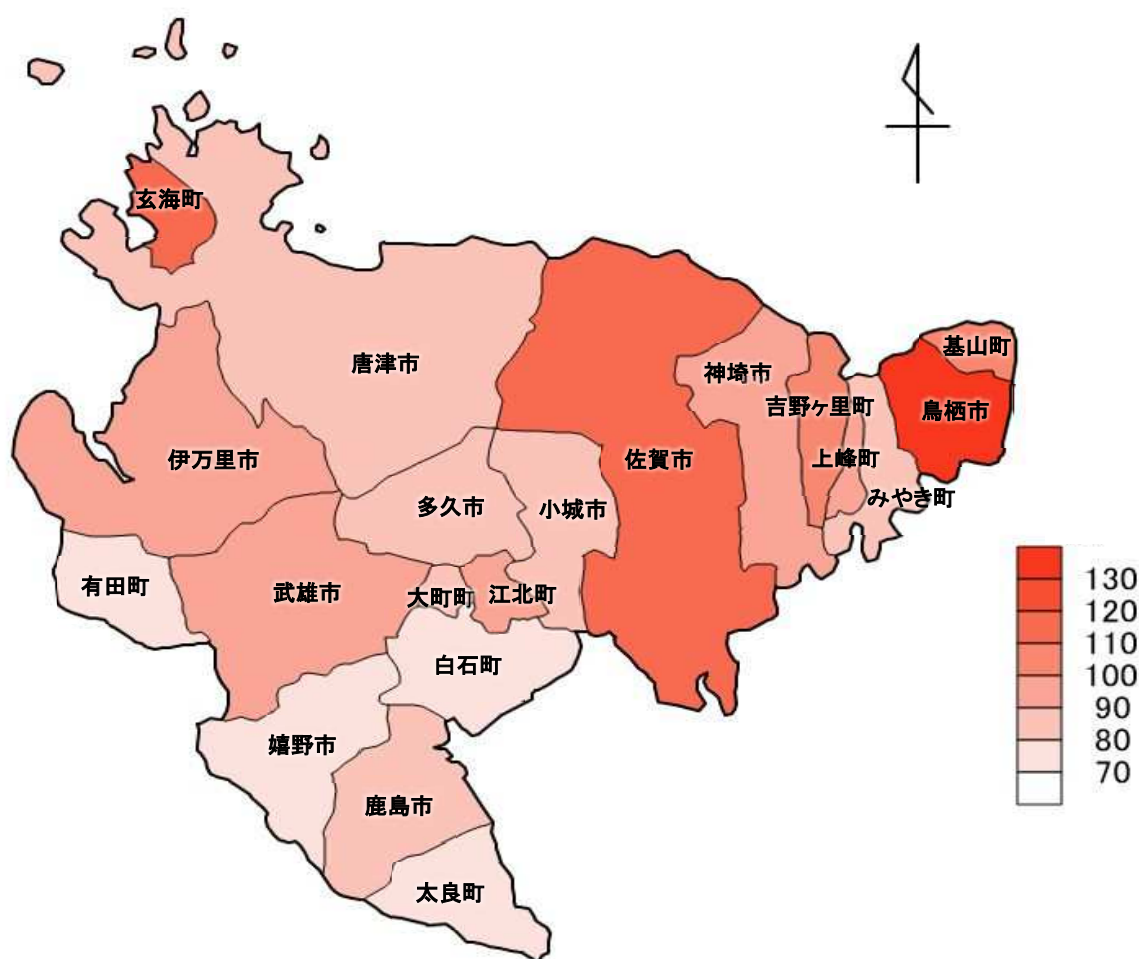 玄海町
基山町
唐津市
神埼市
吉野ヶ里町
鳥栖市
伊万里市
佐賀市
上峰町
多久市
小城市
みやき町
有田町
武雄市
大町町
江北町
白石町
嬉野市
鹿島市
太良町
130
120
110
100
90
80
70